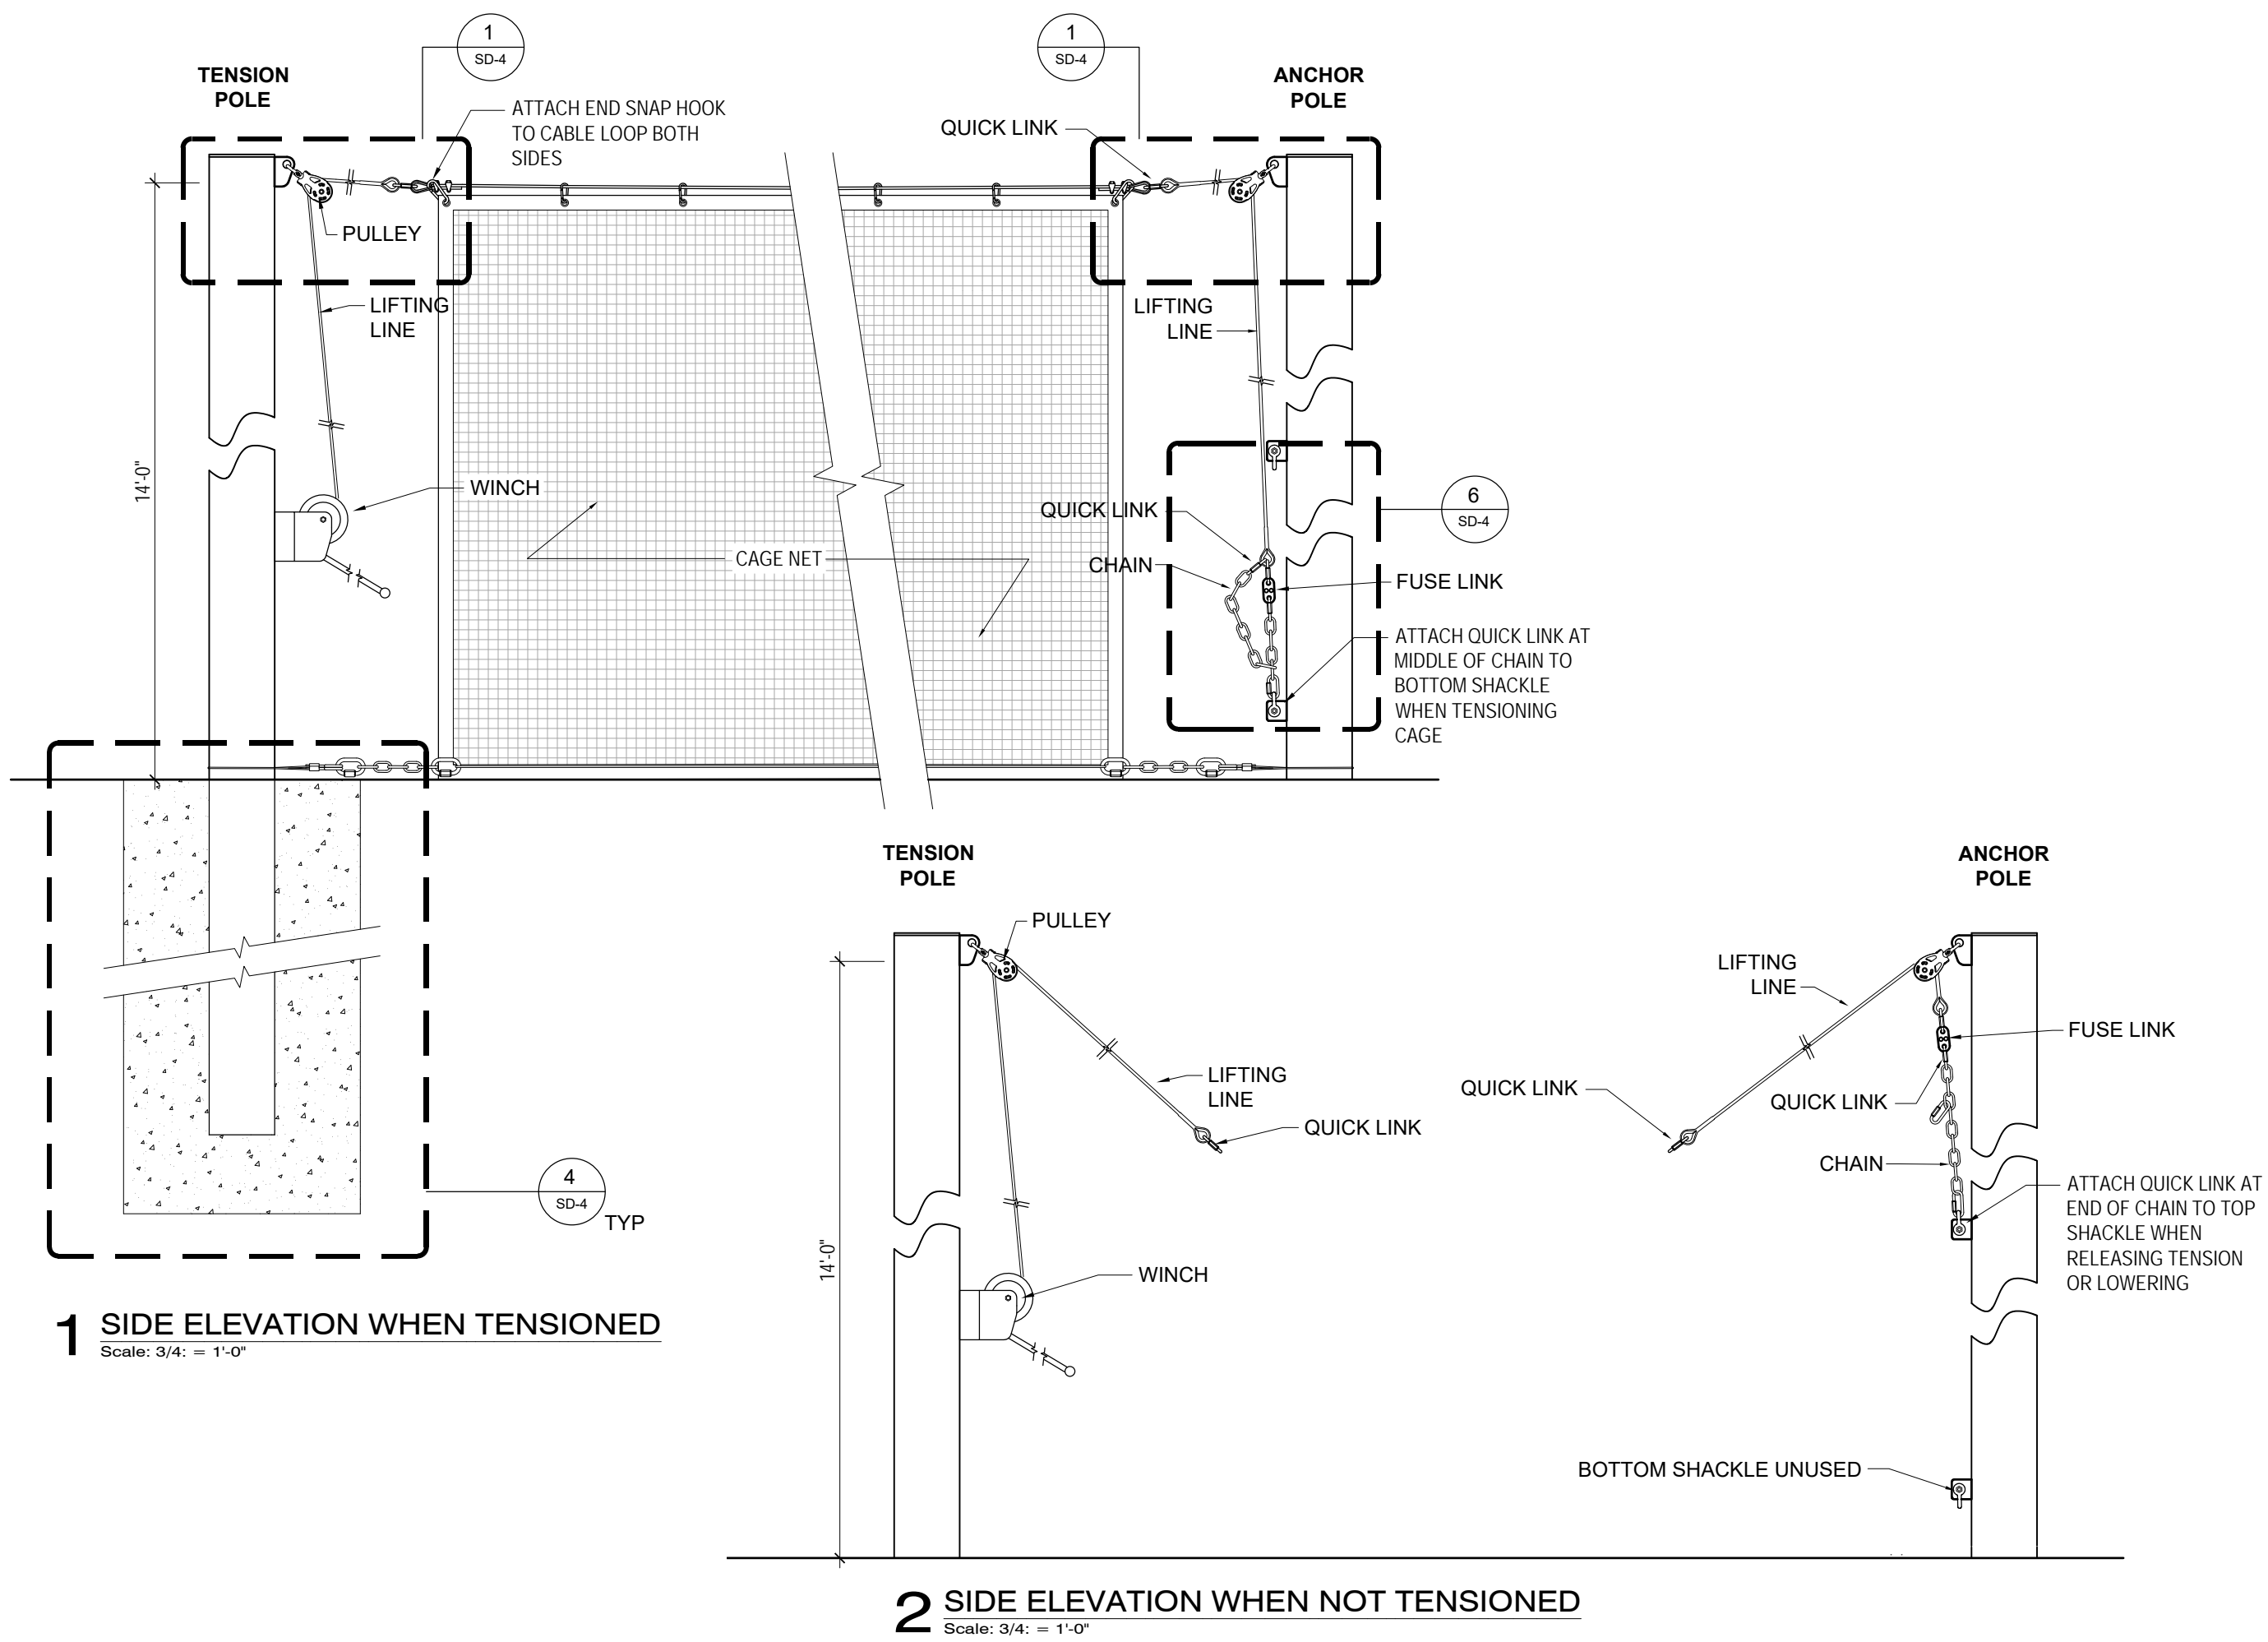 1
SD-4
1
SD-4
TENSION
POLE
ANCHOR
POLE
ATTACH END SNAP HOOK
TO CABLE LOOP BOTH
SIDES
QUICK LINK
PULLEY
LIFTING
LINE
LIFTING
LINE
14'-0"
WINCH
QUICK LINK
6
SD-4
CAGE NET
CHAIN
FUSE LINK
ATTACH QUICK LINK AT
MIDDLE OF CHAIN TO
BOTTOM SHACKLE
WHEN TENSIONING
CAGE
4
SD-4
TYP
1 SIDE ELEVATION WHEN TENSIONED
Scale: 3/4: = 1'-0"
TENSION
POLE
ANCHOR
POLE
PULLEY
LIFTING
LINE
FUSE LINK
LIFTING
LINE
QUICK LINK
QUICK LINK
QUICK LINK
CHAIN
ATTACH QUICK LINK AT
END OF CHAIN TO TOP
SHACKLE WHEN
RELEASING TENSION
OR LOWERING
14'-0"
WINCH
BOTTOM SHACKLE UNUSED
2 SIDE ELEVATION WHEN NOT TENSIONED
Scale: 3/4: = 1'-0"